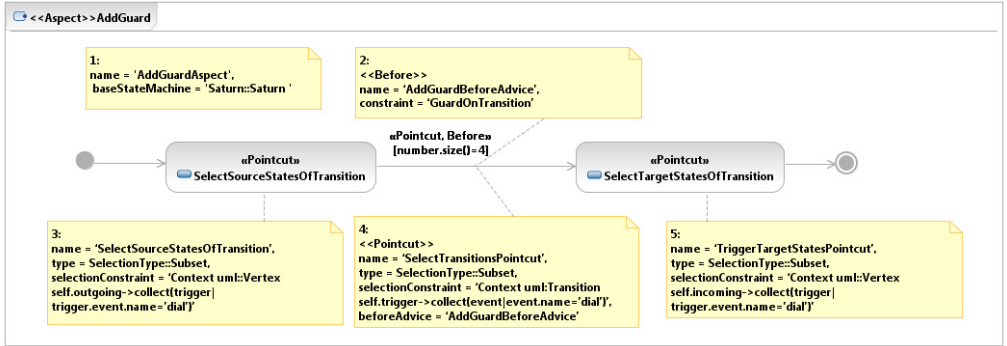 <<Aspect>>AddGuard
1:
name = 'AddGuardAspect',
baseStateMachine = 'Saturn::Saturn '
2:
<<Before>>
name = 'AddGuardBeforeAdvice',
constraint = 'GuardOnTransition'
«Pointcut, Before»
[number.size()=4]
«Pointcut»
SelectSourceStatesOfTransition
«Pointcut»
SelectTargetStatesOfTransition
3:
name = 'SelectSourceStatesOfTransition',
type = SelectionType::Subset,
selectionConstraint = 'Context uml::Vertex
self.outgoing->collect(trigger|
trigger.event.name='dial')'
4:
<<Pointcut>>
name = 'SelectTransitionsPointcut',
type = SelectionType::Subset,
selectionConstraint = 'Context uml:Transition
self.trigger->collect(event|event.name='dial')',
beforeAdvice = 'AddGuardBeforeAdvice'
5:
name = 'TriggerTargetStatesPointcut',
type = SelectionType::Subset,
selectionConstraint = 'Context uml::Vertex
self.incoming->collect(trigger|
trigger.event.name='dial')'